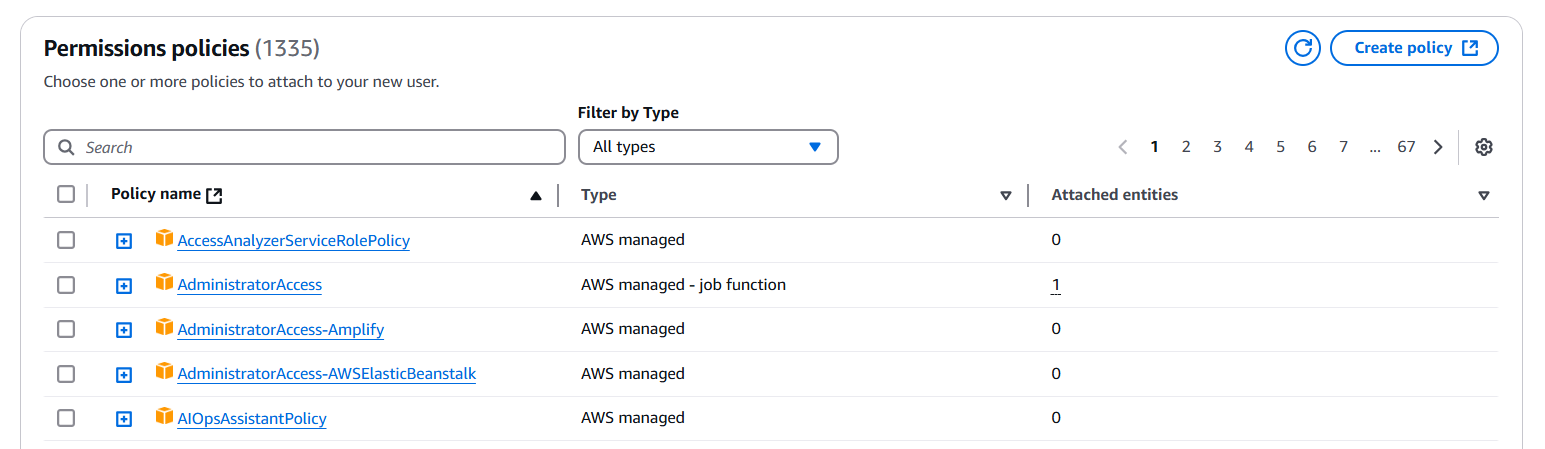 Permissions policies (1335)
Create policy
Choose one or more policies to attach to your new user.
Filter by Type
Search
All types
1 2 3 4 5 6 7 ... 67
Policy name Type Attached entities
AccessAnalyzerServiceRolePolicy AWS managed 0
AdministratorAccess AWS managed - job function 1
AdministratorAccess-Amplify AWS managed 0
AdministratorAccess-AWSElasticBeanstalk AWS managed 0
AIOpsAssistantPolicy AWS managed 0